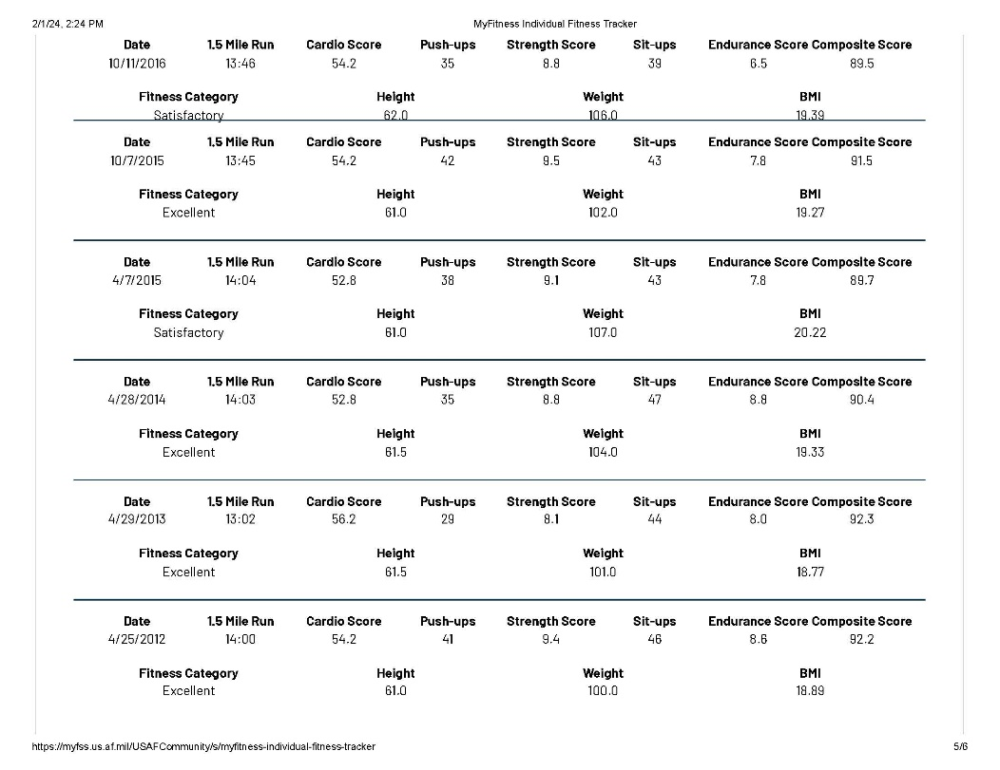 2/1/24, 2:24 PM MyFitness Individual Fitness Tracker
Date 1.5 Mile Run Cardio Score Push-ups Strength Score Sit-ups Endurance Score Composite Score
10/11/2016 13:46 54.2 35 8.8 39 6.5 89.5
Fitness Category Height Weight BMI
Satisfactory 62.0 106.0 19.39
Date 1.5 Mile Run Cardio Score Push-ups Strength Score Sit-ups Endurance Score Composite Score
10/7/2015 13:45 54.2 42 9.5 43 7.8 91.5
Fitness Category Height Weight BMI
Excellent 61.0 102.0 19.27
Date 1.5 Mile Run Cardio Score Push-ups Strength Score Sit-ups Endurance Score Composite Score
4/7/2015 14:04 52.8 38 9.1 43 7.8 89.7
Fitness Category Height Weight BMI
Satisfactory 61.0 107.0 20.22
Date 1.5 Mile Run Cardio Score Push-ups Strength Score Sit-ups Endurance Score Composite Score
4/28/2014 14:03 52.8 35 8.8 47 8.8 90.4
Fitness Category Height Weight BMI
Excellent 61.5 104.0 19.33
Date 1.5 Mile Run Cardio Score Push-ups Strength Score Sit-ups Endurance Score Composite Score
4/29/2013 13:02 56.2 29 8.1 44 8.0 92.3
Fitness Category Height Weight BMI
Excellent 61.5 101.0 18.77
Date 1.5 Mile Run Cardio Score Push-ups Strength Score Sit-ups Endurance Score Composite Score
4/25/2012 14:00 54.2 41 9.4 46 8.6 92.2
Fitness Category Height Weight BMI
Excellent 61.0 100.0 18.89
https://myfss.us.af.mil/USAFCommunity/s/myfitness-individual-fitness-tracker 5/6